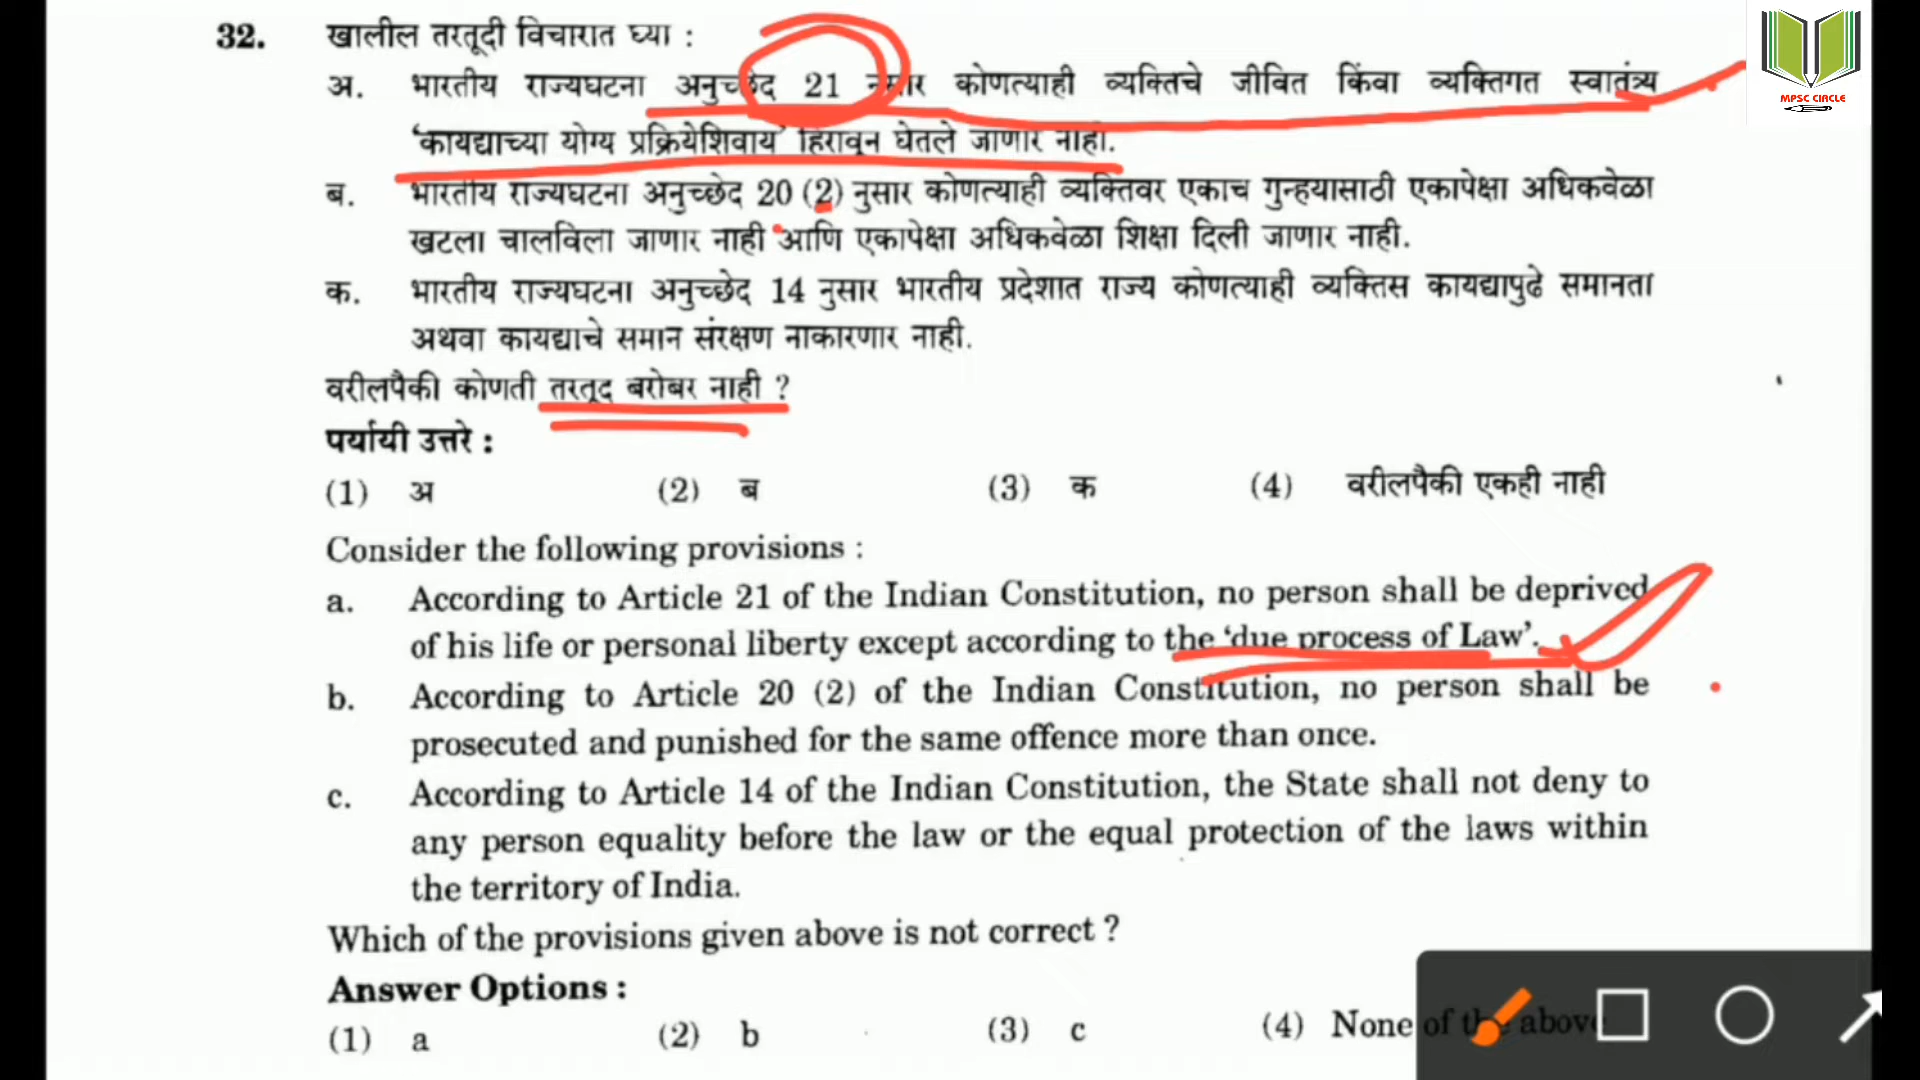 32. खालील तरतूदी विचारात घ्या :
अ. भारतीय राज्यघटना अनुच्छेद 21 नुसार कोणत्याही व्यक्तिचे जीवित किंवा व्यक्तिगत स्वातंत्र्य
‘कायद्याच्या योग्य प्रक्रियेशिवाय’ हिरावून घेतले जाणार नाही.
ब. भारतीय राज्यघटना अनुच्छेद 20 (2) नुसार कोणत्याही व्यक्तिवर एकाच गुन्हयासाठी एकापेक्षा अधिकवेळा
खटला चालविला जाणार नाही आणि एकापेक्षा अधिकवेळा शिक्षा दिली जाणार नाही.
क. भारतीय राज्यघटना अनुच्छेद 14 नुसार भारतीय प्रदेशात राज्य कोणत्याही व्यक्तिस कायद्यापुढे समानता
अथवा कायद्याचे समान संरक्षण नाकारणार नाही.
वरीलपैकी कोणती तरतूद बरोबर नाही ?
पर्यायी उत्तरे :
(1) अ (2) ब (3) क (4) वरीलपैकी एकही नाही
Consider the following provisions :
a. According to Article 21 of the Indian Constitution, no person shall be deprived
of his life or personal liberty except according to the ‘due process of Law’.
b. According to Article 20 (2) of the Indian Constitution, no person shall be
prosecuted and punished for the same offence more than once.
c. According to Article 14 of the Indian Constitution, the State shall not deny to
any person equality before the law or the equal protection of the laws within
the territory of India.
Which of the provisions given above is not correct ?
Answer Options :
(1) a (2) b (3) c (4) None of the above
MPSC CIRCLE